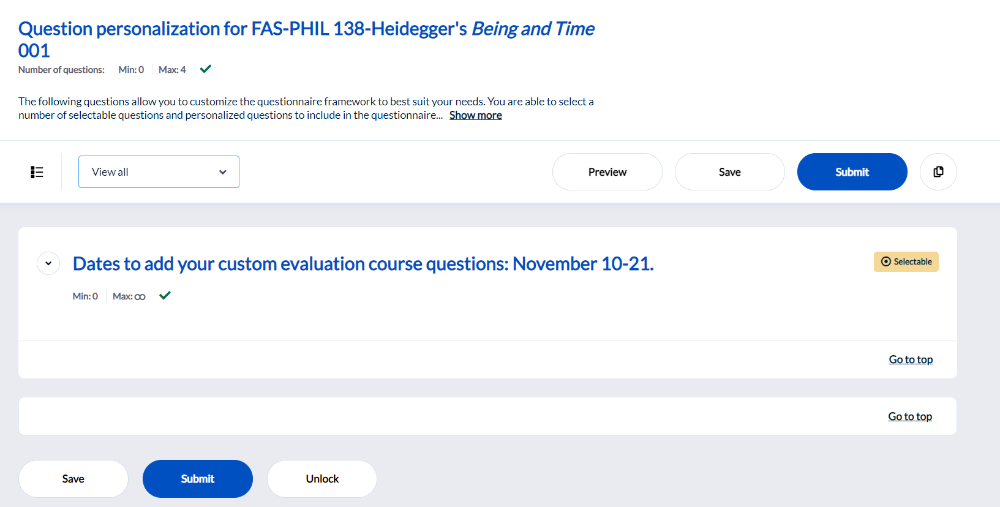 Question personalization for FAS-PHIL 138-Heidegger's Being and Time
001
Number of questions: Min: 0 Max: 4
The following questions allow you to customize the questionnaire framework to best suit your needs. You are able to select a
number of selectable questions and personalized questions to include in the questionnaire... Show more
View all
Preview
Save
Submit
Dates to add your custom evaluation course questions: November 10-21.
Selectable
Min: 0 Max: ∞
Go to top
Go to top
Save
Submit
Unlock